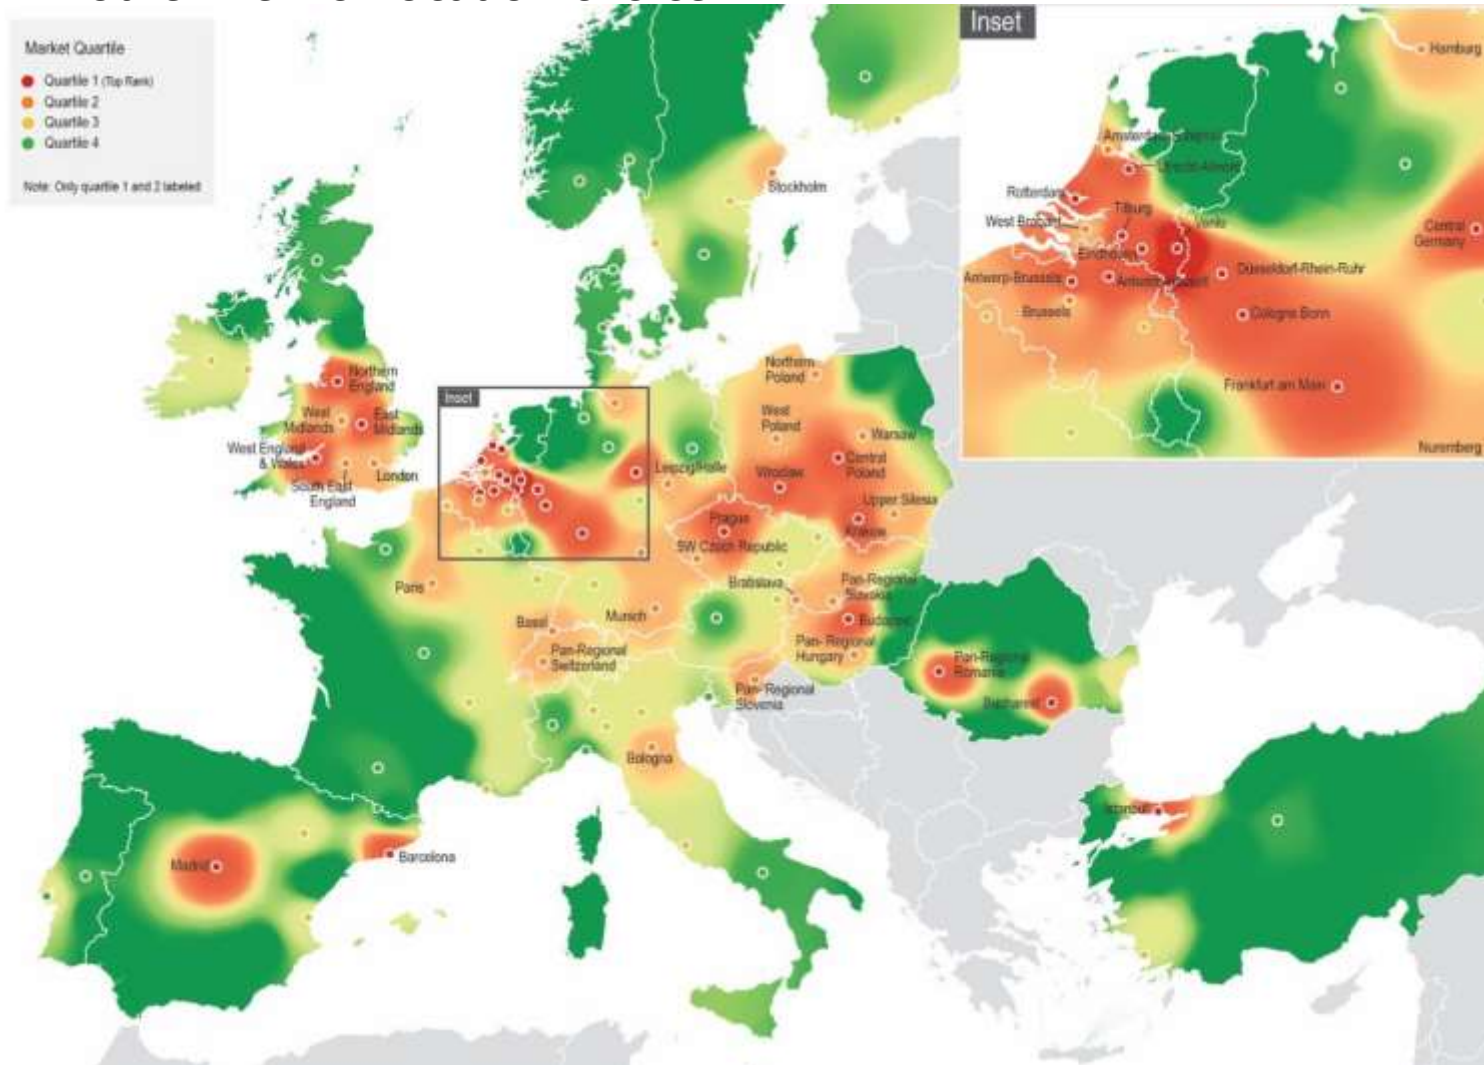 Inset
Market Quartile
Quartile 1 (Top Rank)
Quartile 2
Quartile 3
Quartile 4
Note: Only quartile 1 and 2 labeled
Hamburg
Rotterdam
Tilburg
West Brabant
Venlo
Central
Germany
Eindhoven
Düsseldorf-Rhein-Ruhr
Antwerp-Brussels
Brussels
Cologne Bonn
Frankfurt am Main
Nuremberg
Stockholm
Northern
England
West
Midlands
East
Midlands
West England
& Wales
South East
England
London
Inset
Northern
Poland
West
Poland
Warsaw
Central
Poland
Leipzig/Halle
Wroclaw
Upper Silesia
Prague
Krakow
SW Czech Republic
Paris
Bratislava
Pan-Regional
Slovakia
Munich
Basel
Budapest
Pan-Regional
Switzerland
Pan- Regional
Hungary
Pan-Regional
Romania
Pan- Regional
Slovenia
Bucharest
Bologna
Istanbul
Madrid
Barcelona